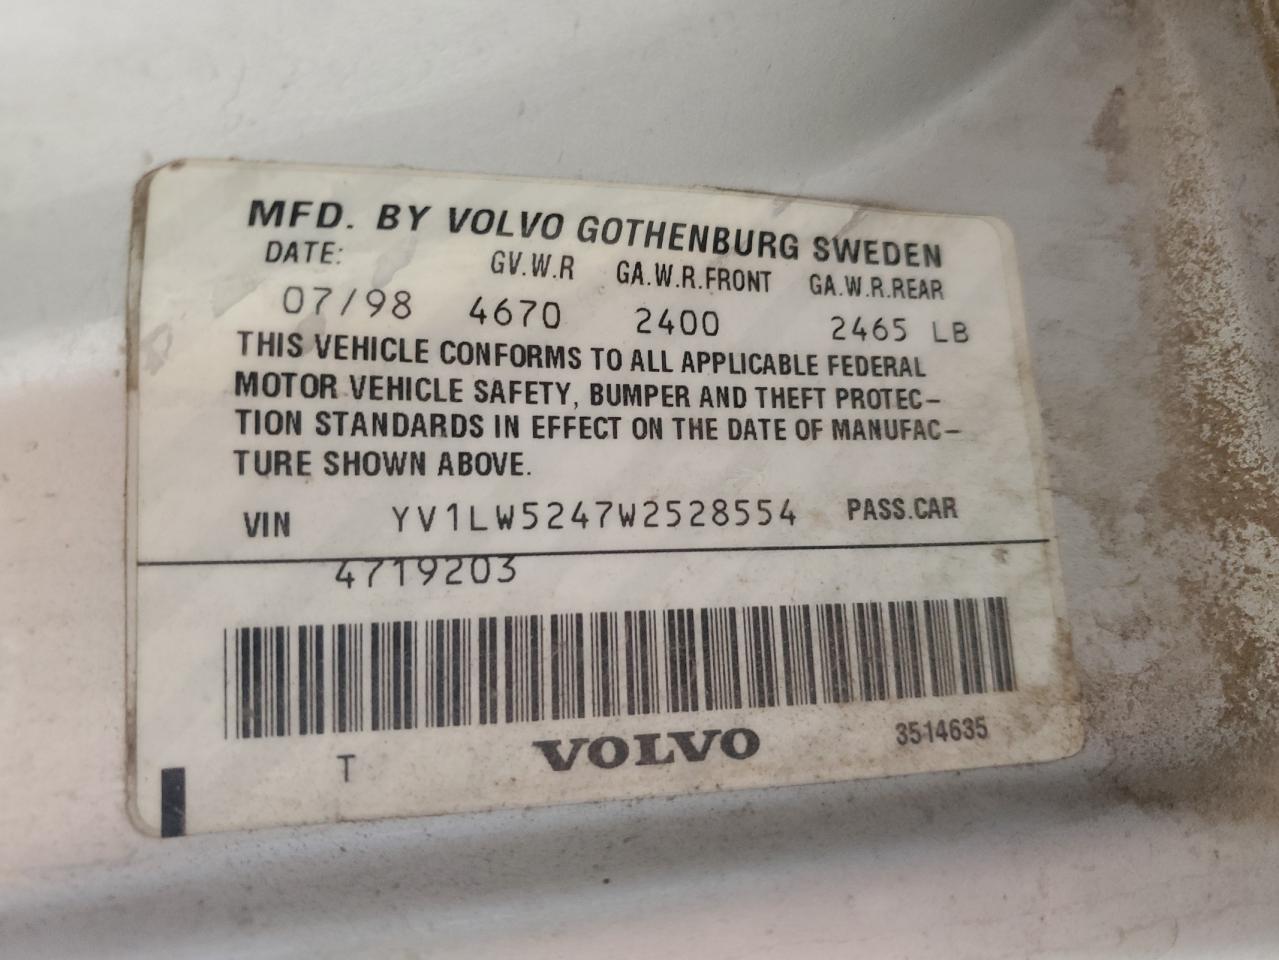 MFD. BY VOLVO GOTHENBURG SWEDEN
DATE: GV.W.R GA.W.R.FRONT GA.W.R.REAR
07/98 4670 2400 2465 LB
THIS VEHICLE CONFORMS TO ALL APPLICABLE FEDERAL
MOTOR VEHICLE SAFETY, BUMPER AND THEFT PROTEC-
TION STANDARDS IN EFFECT ON THE DATE OF MANUFAC-
TURE SHOWN ABOVE.
VIN YV1LW5247W2528554 PASS.CAR
4719203
T VOLVO 3514635